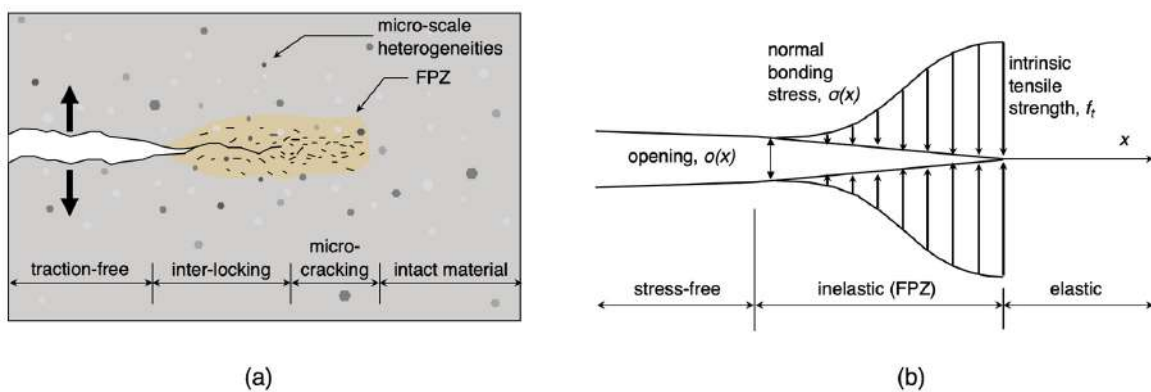 micro-scale
heterogeneities
FPZ
traction-free
inter-locking
micro-
cracking
intact material
(a)
normal
bonding
stress, σ(x)
intrinsic
tensile
strength, fₜ
x
opening, o(x)
stress-free
inelastic (FPZ)
elastic
(b)